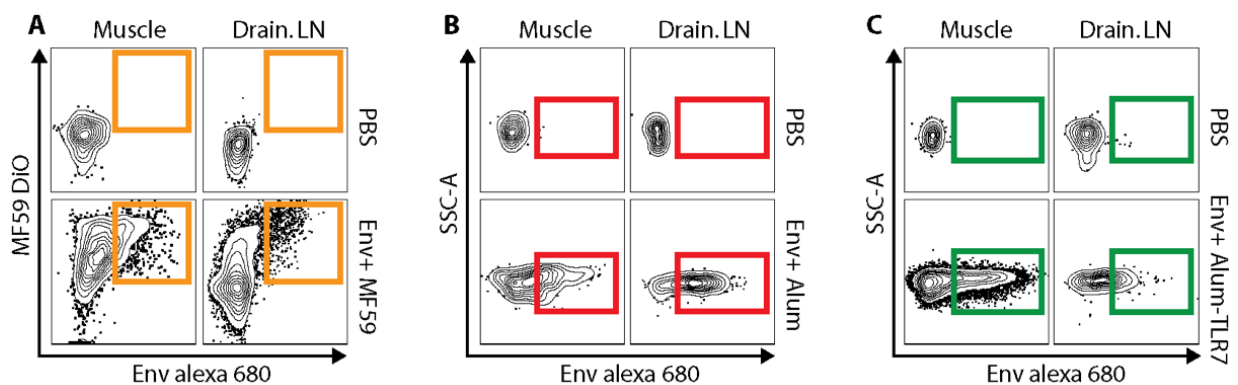 A
Muscle
Drain. LN
PBS
Env+ MF59
MF59 DiO
Env alexa 680
B
Muscle
Drain. LN
PBS
Env+ Alum
SSC-A
Env alexa 680
C
Muscle
Drain. LN
PBS
Env+ Alum-TLR7
SSC-A
Env alexa 680